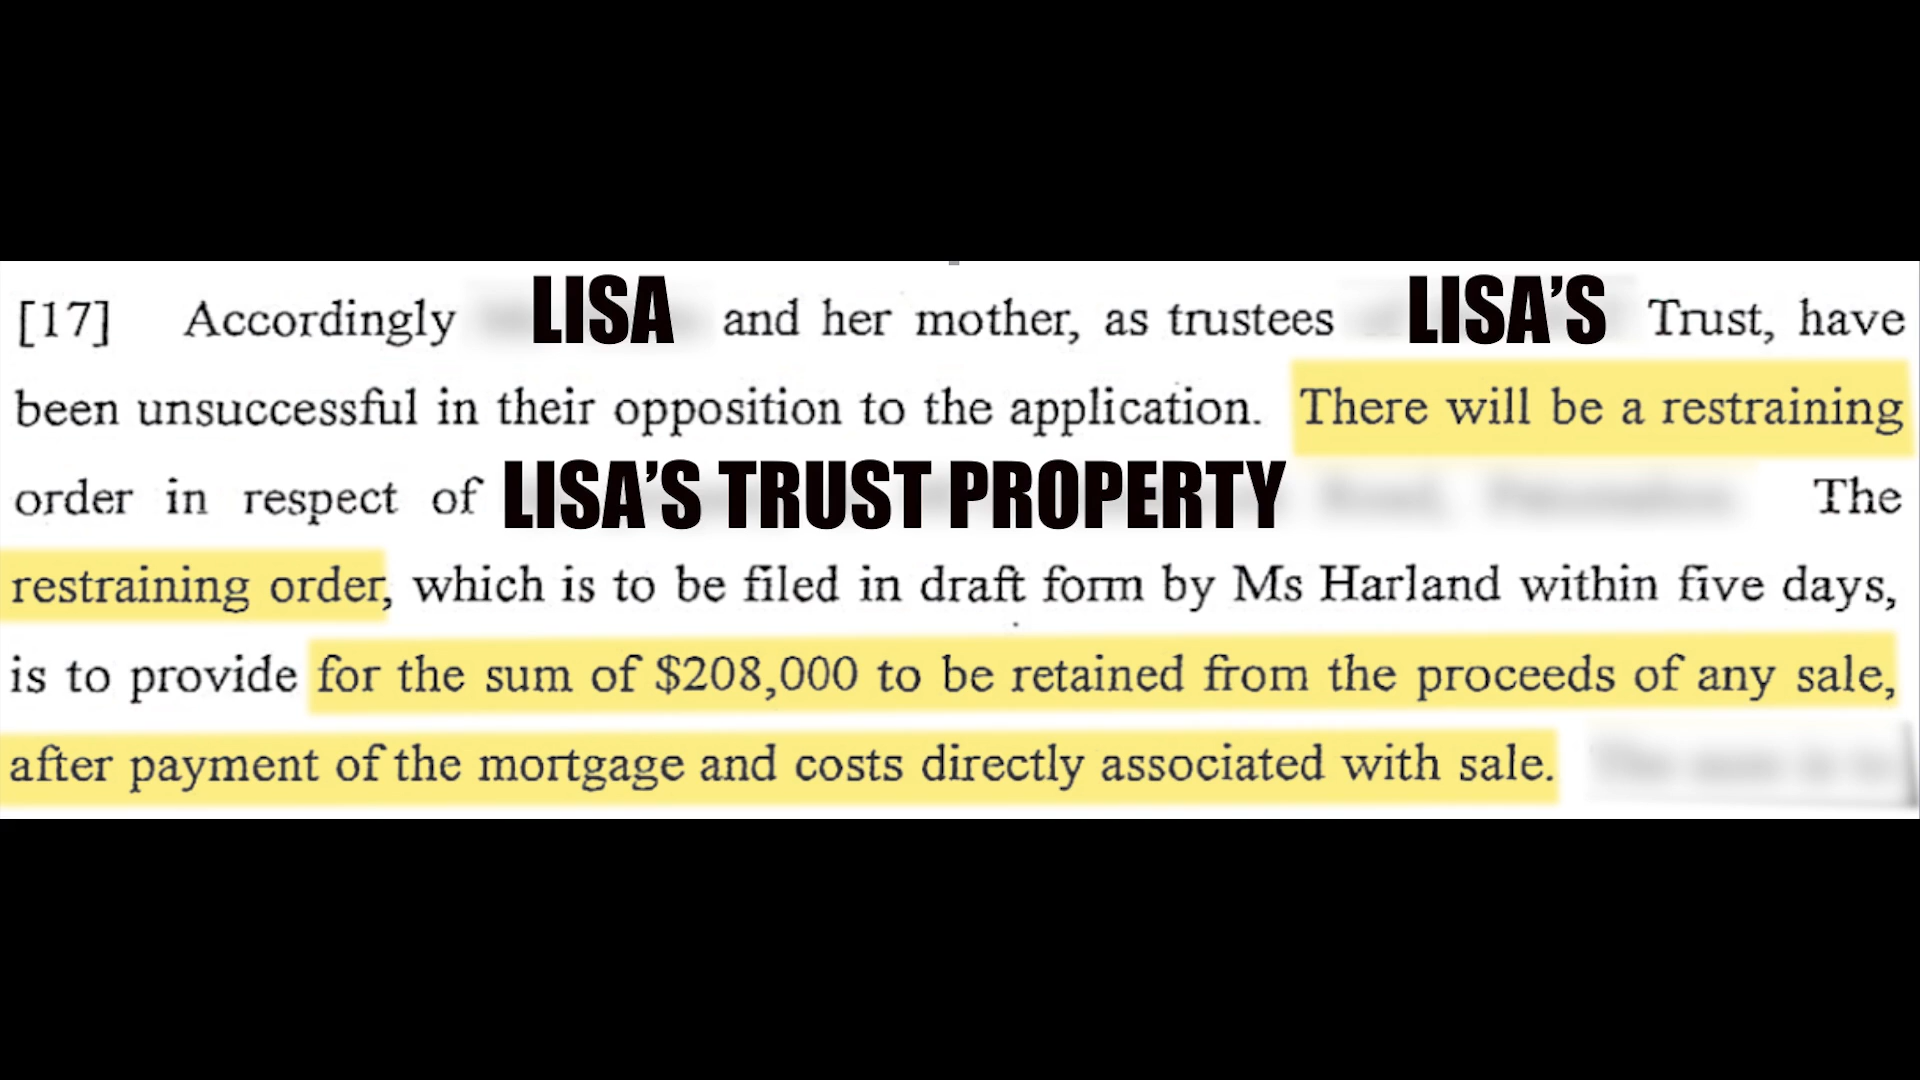 [17] Accordingly LISA and her mother, as trustees LISA'S Trust, have
been unsuccessful in their opposition to the application. There will be a restraining
order in respect of LISA'S TRUST PROPERTY The
restraining order, which is to be filed in draft form by Ms Harland within five days,
is to provide for the sum of $208,000 to be retained from the proceeds of any sale,
after payment of the mortgage and costs directly associated with sale.